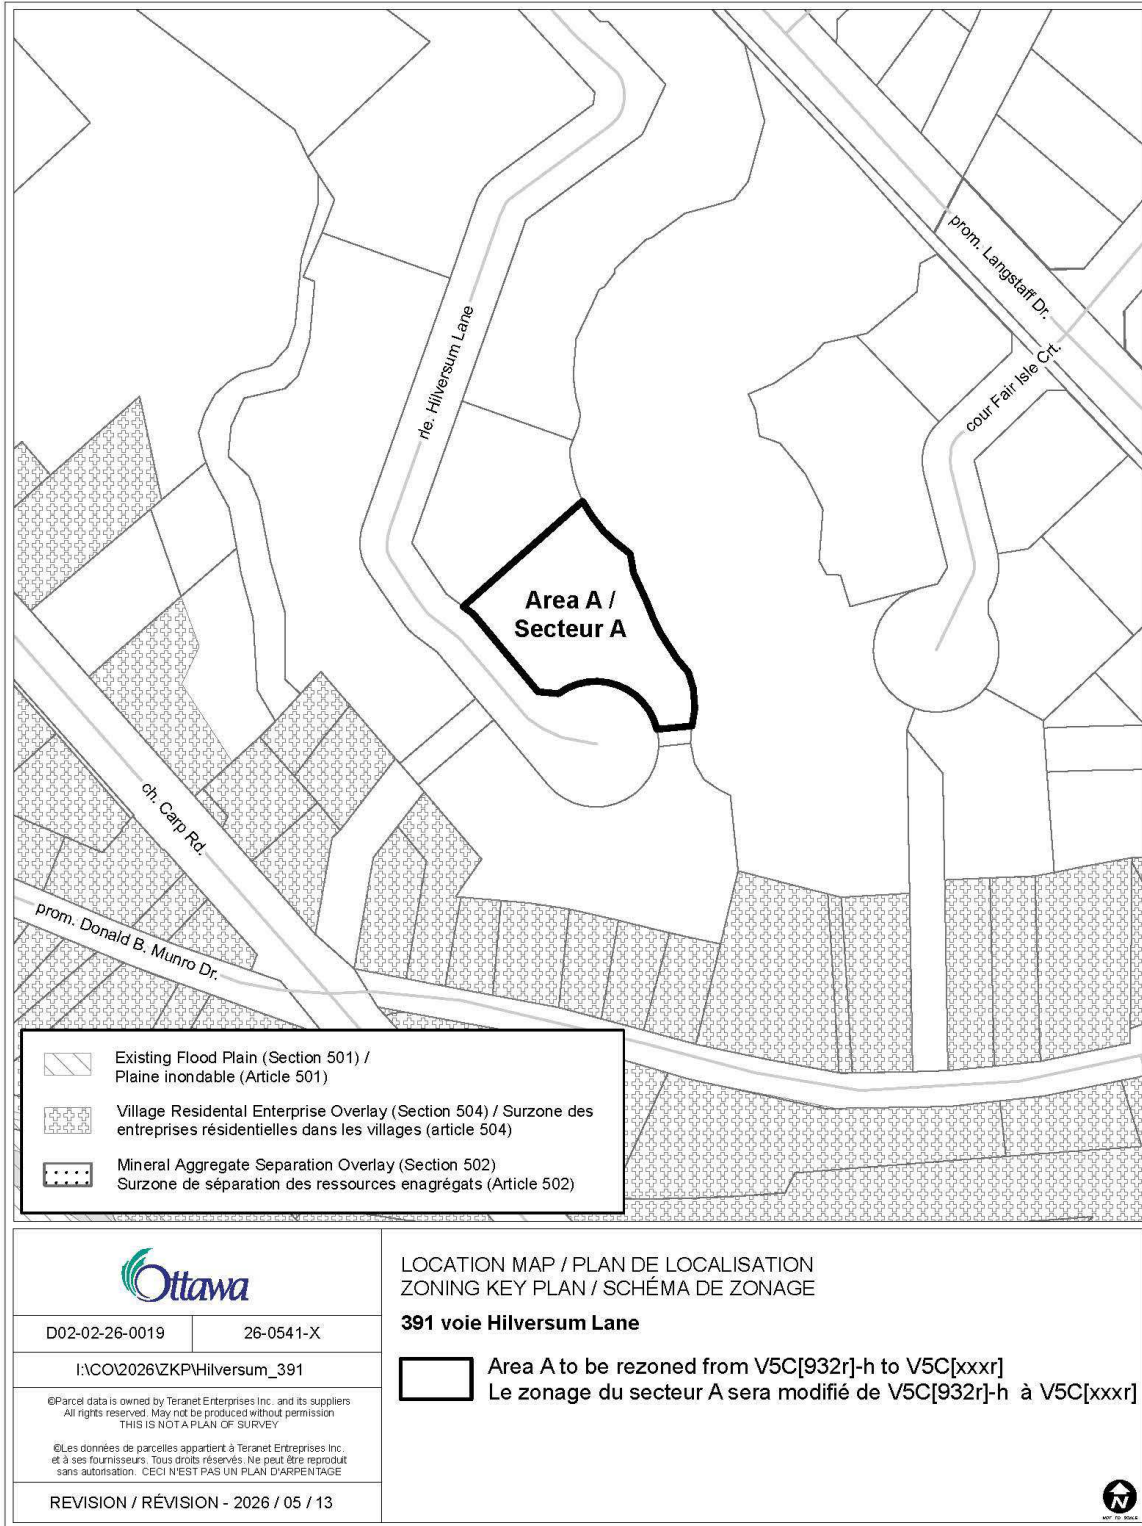 prom. Langstaff Dr.
cour Fair Isle Crt.
rle. Hilversum Lane
Area A /
Secteur A
ch. Carp Rd.
prom. Donald B. Munro Dr.
Existing Flood Plain (Section 501) /
Plaine inondable (Article 501)
Village Residental Enterprise Overlay (Section 504) / Surzone des
entreprises résidentielles dans les villages (article 504)
Mineral Aggregate Separation Overlay (Section 502)
Surzone de séparation des ressources enagrégats (Article 502)
Ottawa
D02-02-26-0019
26-0541-X
I:\CO\2026\ZKP\Hilversum_391
©Parcel data is owned by Teranet Enterprises Inc. and its suppliers
All rights reserved. May not be produced without permission
THIS IS NOT A PLAN OF SURVEY
©Les données de parcelles appartient à Teranet Entreprises Inc.
et à ses fournisseurs. Tous droits réservés. Ne peut être reproduit
sans autorisation. CECI N'EST PAS UN PLAN D'ARPENTAGE
REVISION / RÉVISION - 2026 / 05 / 13
LOCATION MAP / PLAN DE LOCALISATION
ZONING KEY PLAN / SCHÉMA DE ZONAGE
391 voie Hilversum Lane
Area A to be rezoned from V5C[932r]-h to V5C[xxxr]
Le zonage du secteur A sera modifié de V5C[932r]-h à V5C[xxxr]
N
NOT TO SCALE